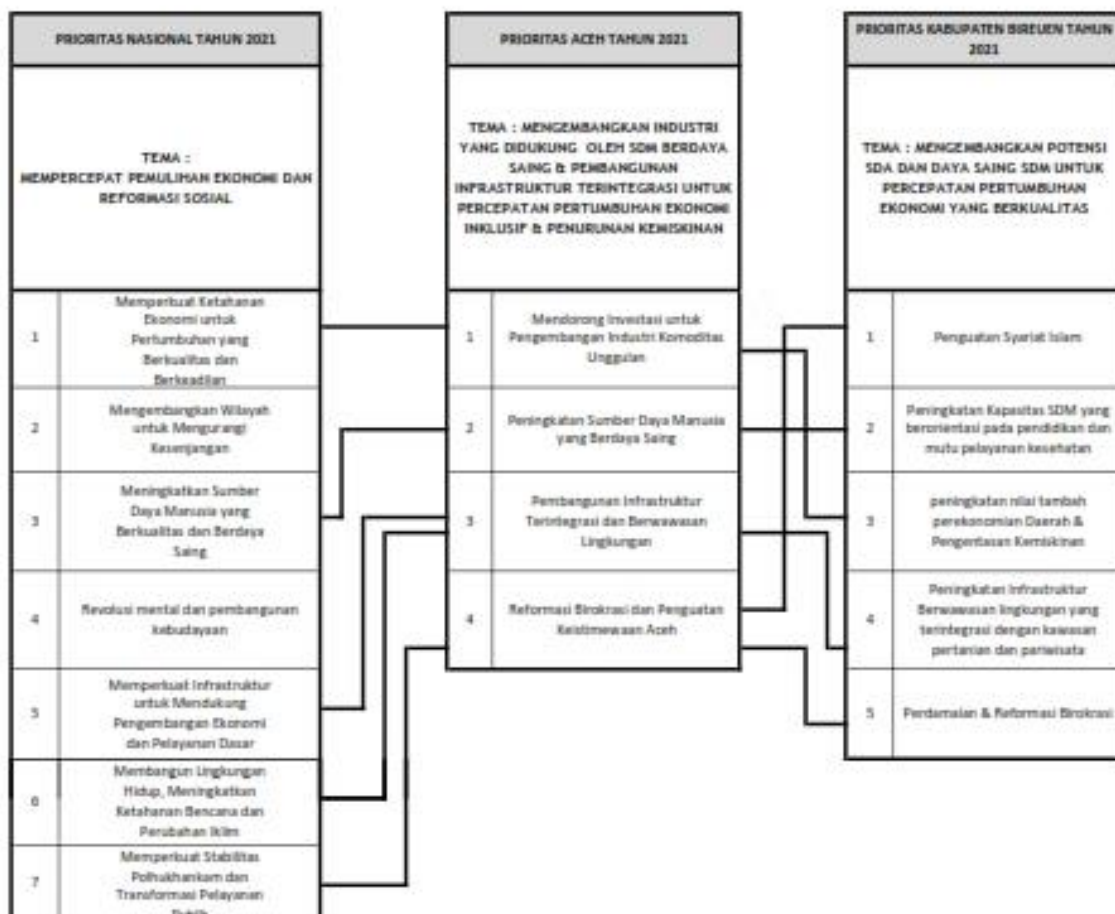 PRIORITAS NASIONAL TAHUN 2021
TEMA :
MEMPERCEPAT PEMULIHAN EKONOMI DAN
REFORMASI SOSIAL
1
Memperkuat Ketahanan
Ekonomi untuk
Pertumbuhan yang
Berkualitas dan
Berkeadilan
2
Mengembangkan Wilayah
untuk Mengurangi
Kesenjangan
3
Meningkatkan Sumber
Daya Manusia yang
Berkualitas dan Berdaya
Saing
4
Revolusi mental dan pembangunan
kebudayaan
5
Memperkuat Infrastruktur
untuk Mendukung
Pengembangan Ekonomi
dan Pelayanan Dasar
6
Membangun Lingkungan
Hidup, Meningkatkan
Ketahanan Bencana dan
Perubahan Iklim
7
Memperkuat Stabilitas
Polhukhankam dan
Transformasi Pelayanan
Publik
PRIORITAS ACEH TAHUN 2021
TEMA : MENGEMBANGKAN INDUSTRI
YANG DIDUKUNG OLEH SDM BERDAYA
SAING & PEMBANGUNAN
INFRASTRUKTUR TERINTEGRASI UNTUK
PERCEPATAN PERTUMBUHAN EKONOMI
INKLUSIF & PENURUNAN KEMISKINAN
1
Mendorong Investasi untuk
Pengembangan Industri Komoditas
Unggulan
2
Peningkatan Sumber Daya Manusia
yang Berdaya Saing
3
Pembangunan Infrastruktur
Terintegrasi dan Berwawasan
Lingkungan
4
Reformasi Birokrasi dan Penguatan
Keistimewaan Aceh
PRIORITAS KABUPATEN BIREUEN TAHUN
2021
TEMA : MENGEMBANGKAN POTENSI
SDA DAN DAYA SAING SDM UNTUK
PERCEPATAN PERTUMBUHAN
EKONOMI YANG BERKUALITAS
1
Penguatan Syariat Islam
2
Peningkatan Kapasitas SDM yang
berorientasi pada pendidikan dan
mutu pelayanan kesehatan
3
peningkatan nilai tambah
perekonomian Daerah &
Pengentasan Kemiskinan
4
Peningkatan Infrastruktur
Berwawasan lingkungan yang
terintegrasi dengan kawasan
pertanian dan pariwisata
5
Perdamaian & Reformasi Birokrasi